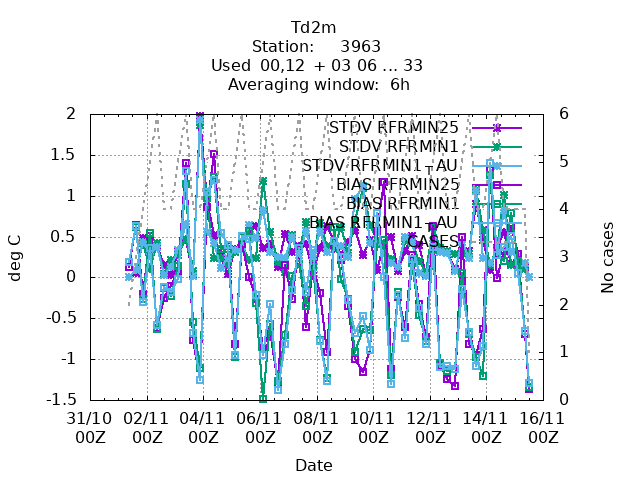 Td2m
Station: 3963
Used 00,12 + 03 06 ... 33
Averaging window: 6h
2
1.5
1
0.5
0
-0.5
-1
-1.5
deg C
6
5
4
3
2
1
0
No cases
STDV RFRMIN25
STDV RFRMIN1
STDV RFRMIN1_AU
BIAS RFRMIN25
BIAS RFRMIN1
BIAS RFRMIN1_AU
CASES
31/10 02/11 04/11 06/11 08/11 10/11 12/11 14/11 16/11
00Z 00Z 00Z 00Z 00Z 00Z 00Z 00Z 00Z
Date